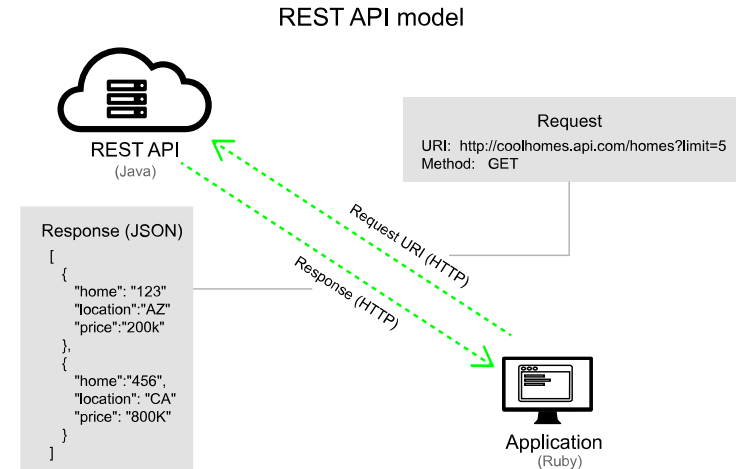 REST API model
REST API
(Java)
Request
URI:  http://coolhomes.api.com/homes?limit=5
Method:   GET
Request URI (HTTP)
Response (HTTP)
Response (JSON)
[
{
"home": "123"
"location":"AZ"
"price":"200k"
},
{
"home":"456",
"location": "CA"
"price": "800K"
}
]
Application
(Ruby)